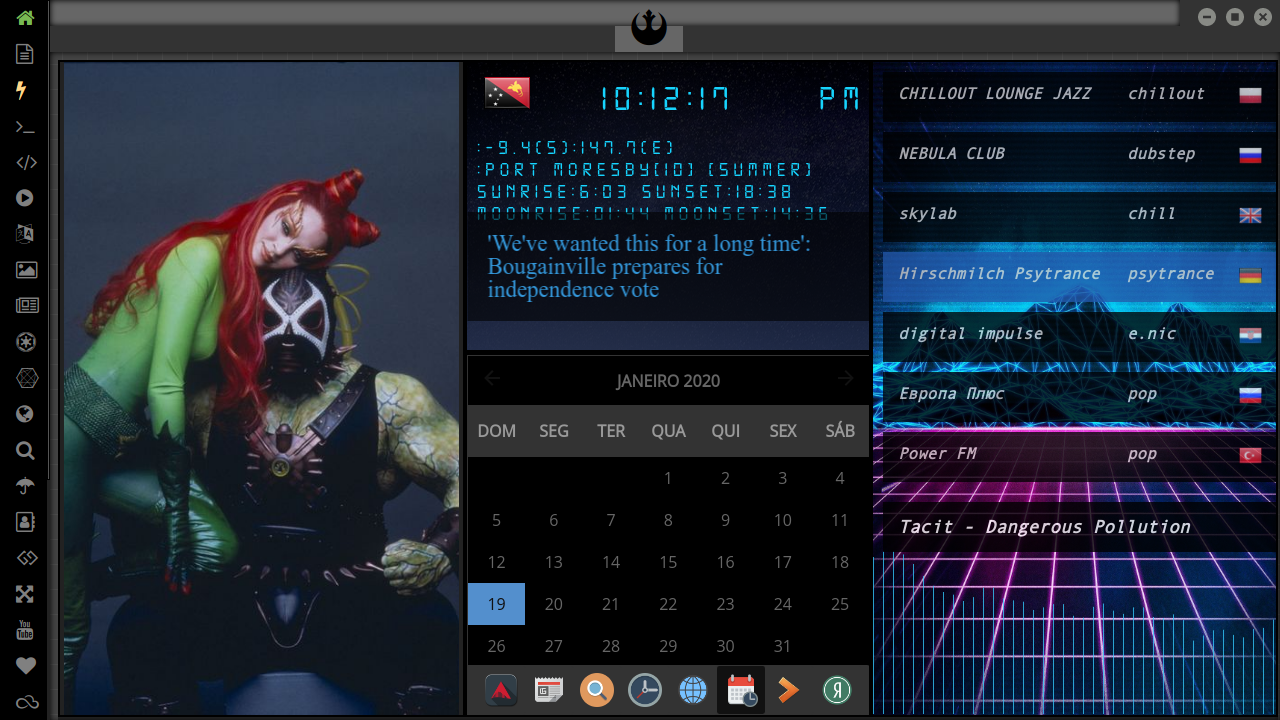 10:12:17 PM
:-9.4(S):147.7(E)
:PORT MORESBY(10) (SUMMER)
SUNRISE:6:03 SUNSET:18:38
MOONRISE:01:44 MOONSET:14:36
'We've wanted this for a long time':
Bougainville prepares for
independence vote
JANEIRO 2020
DOM SEG TER QUA QUI SEX SÁB
1 2 3 4
5 6 7 8 9 10 11
12 13 14 15 16 17 18
19 20 21 22 23 24 25
26 27 28 29 30 31
CHILLOUT LOUNGE JAZZ chillout
NEBULA CLUB dubstep
skylab chill
Hirschmilch Psytrance psytrance
digital impulse e.nic
Европа Плюс pop
Power FM pop
Tacit - Dangerous Pollution
You
Tube
Я